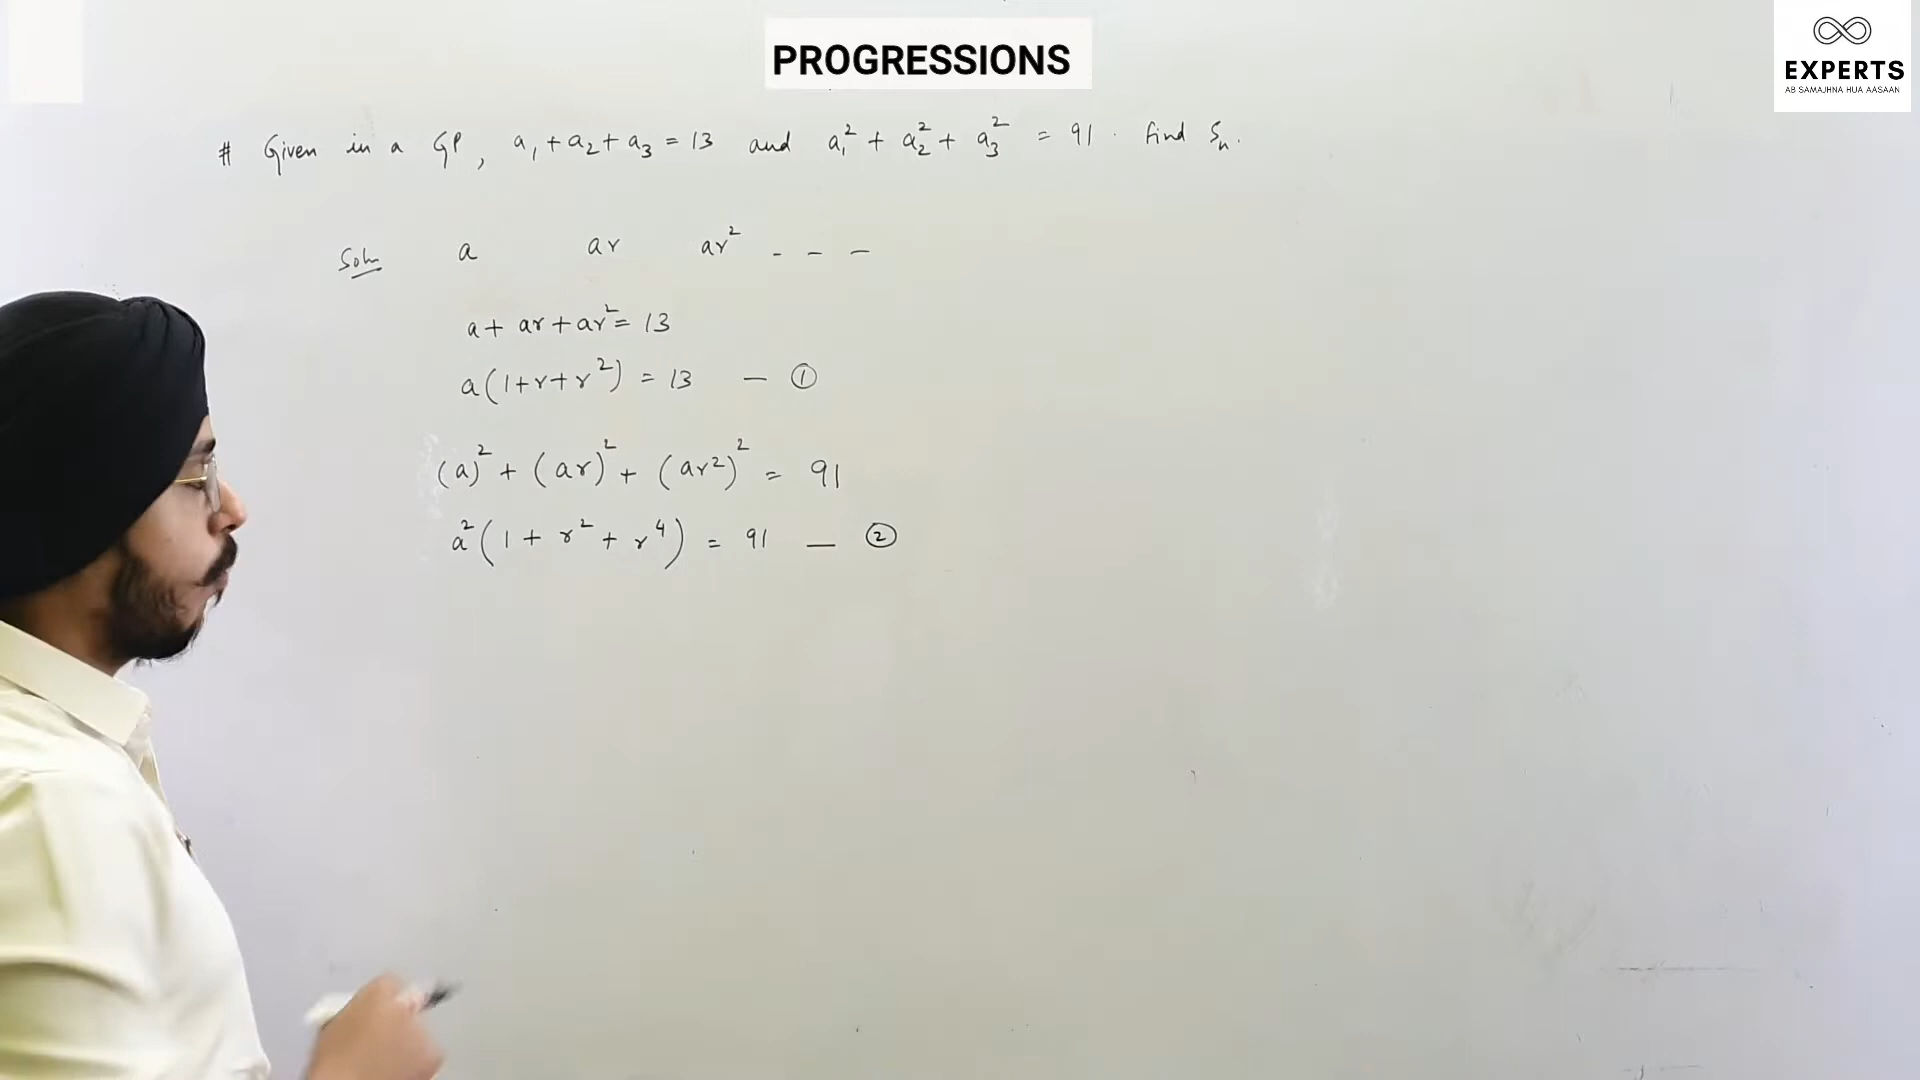 PROGRESSIONS
EXPERTS
AB SAMAJHNA HUA AASAAN
# Given in a GP, a₁ + a₂ + a₃ = 13 and a₁² + a₂² + a₃² = 91. find Sₙ.
Soln a ar ar² - - -
a + ar + ar² = 13
a(1+r+r²) = 13 — ①
(a)² + (ar)² + (ar²)² = 91
a²(1 + r² + r⁴) = 91 — ②